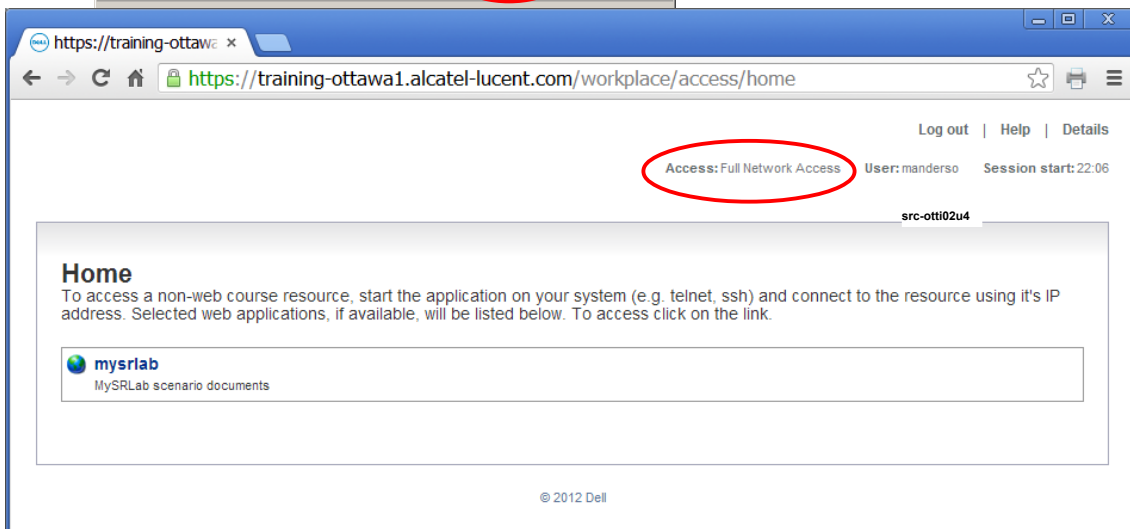 https://training-ottawa
https://training-ottawa1.alcatel-lucent.com/workplace/access/home
Log out | Help | Details
Access: Full Network Access User: manderso Session start: 22:06
src-otti02u4
Home
To access a non-web course resource, start the application on your system (e.g. telnet, ssh) and connect to the resource using it's IP
address. Selected web applications, if available, will be listed below. To access click on the link.
mysrlab
MySRLab scenario documents
© 2012 Dell